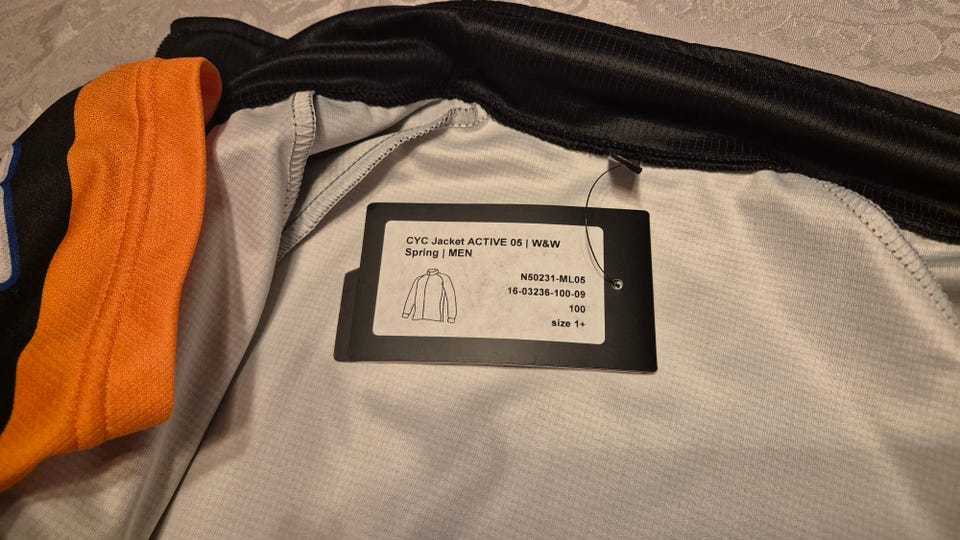 CYC Jacket ACTIVE 05 | W&W
Spring | MEN
N50231-ML05
16-03236-100-09
100
size 1+